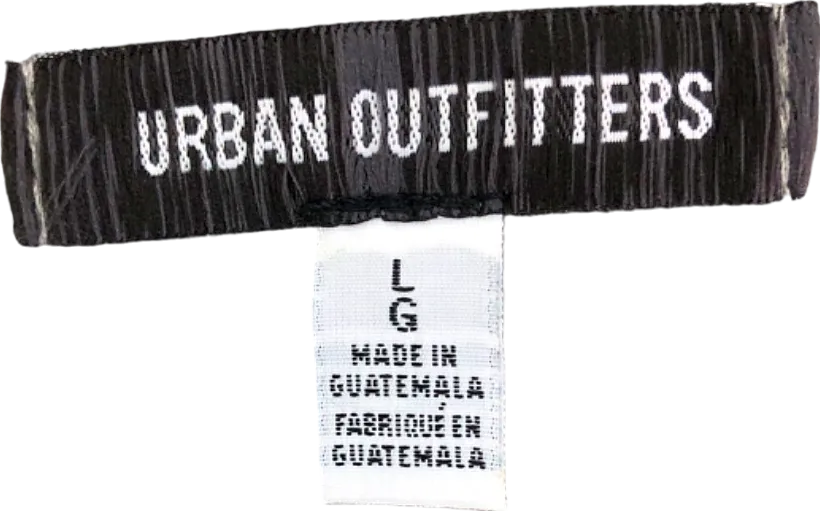 URBAN OUTFITTERS
L
G
MADE IN
GUATEMALA
FABRIQUÉ EN
GUATEMALA